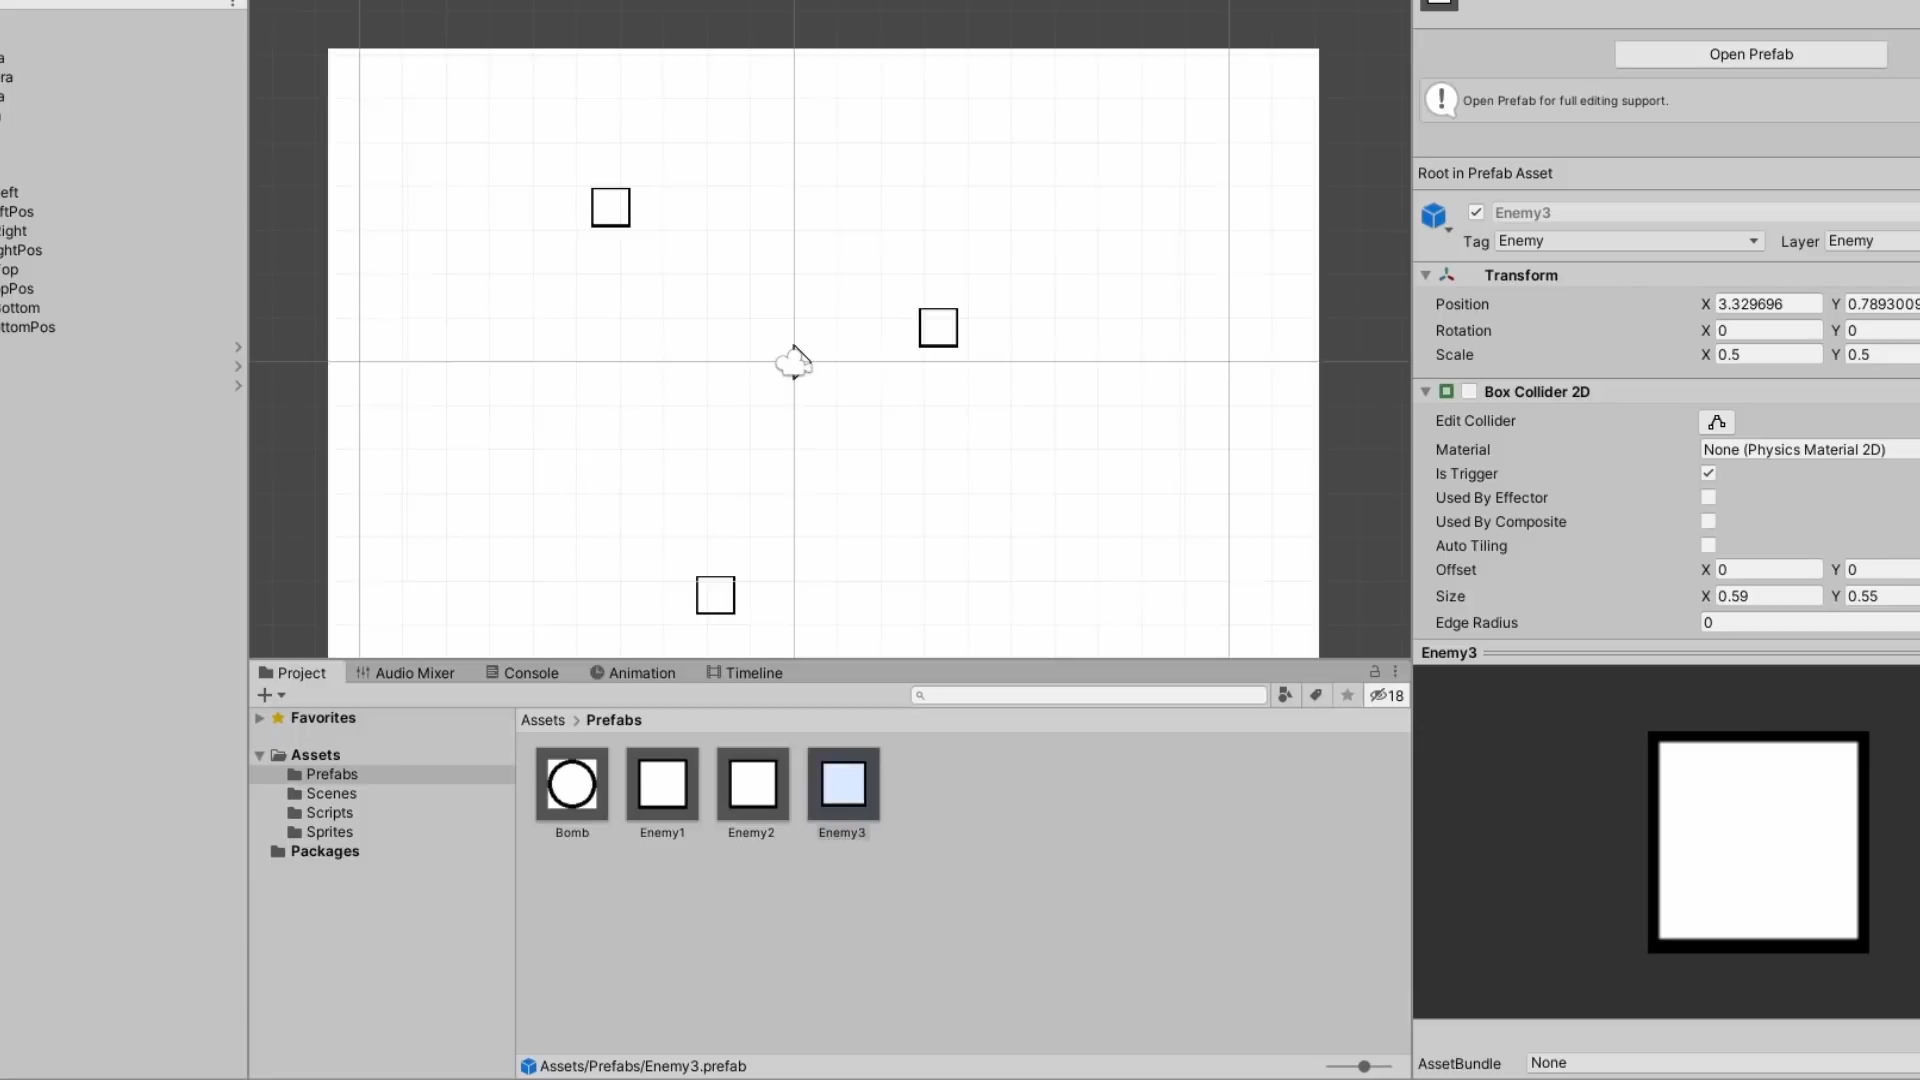 a
ra
a
eft
ftPos
ight
ghtPos
op
pPos
ottom
ttomPos
Open Prefab
Open Prefab for full editing support.
Root in Prefab Asset
Enemy3
Tag Enemy Layer Enemy
Transform
Position X 3.329696 Y 0.7893009
Rotation X 0 Y 0
Scale X 0.5 Y 0.5
Box Collider 2D
Edit Collider
Material None (Physics Material 2D)
Is Trigger
Used By Effector
Used By Composite
Auto Tiling
Offset X 0 Y 0
Size X 0.59 Y 0.55
Edge Radius 0
Enemy3
Project Audio Mixer Console Animation Timeline
18
Favorites
Assets
Prefabs
Scenes
Scripts
Sprites
Packages
Assets > Prefabs
Bomb Enemy1 Enemy2 Enemy3
Assets/Prefabs/Enemy3.prefab
AssetBundle None